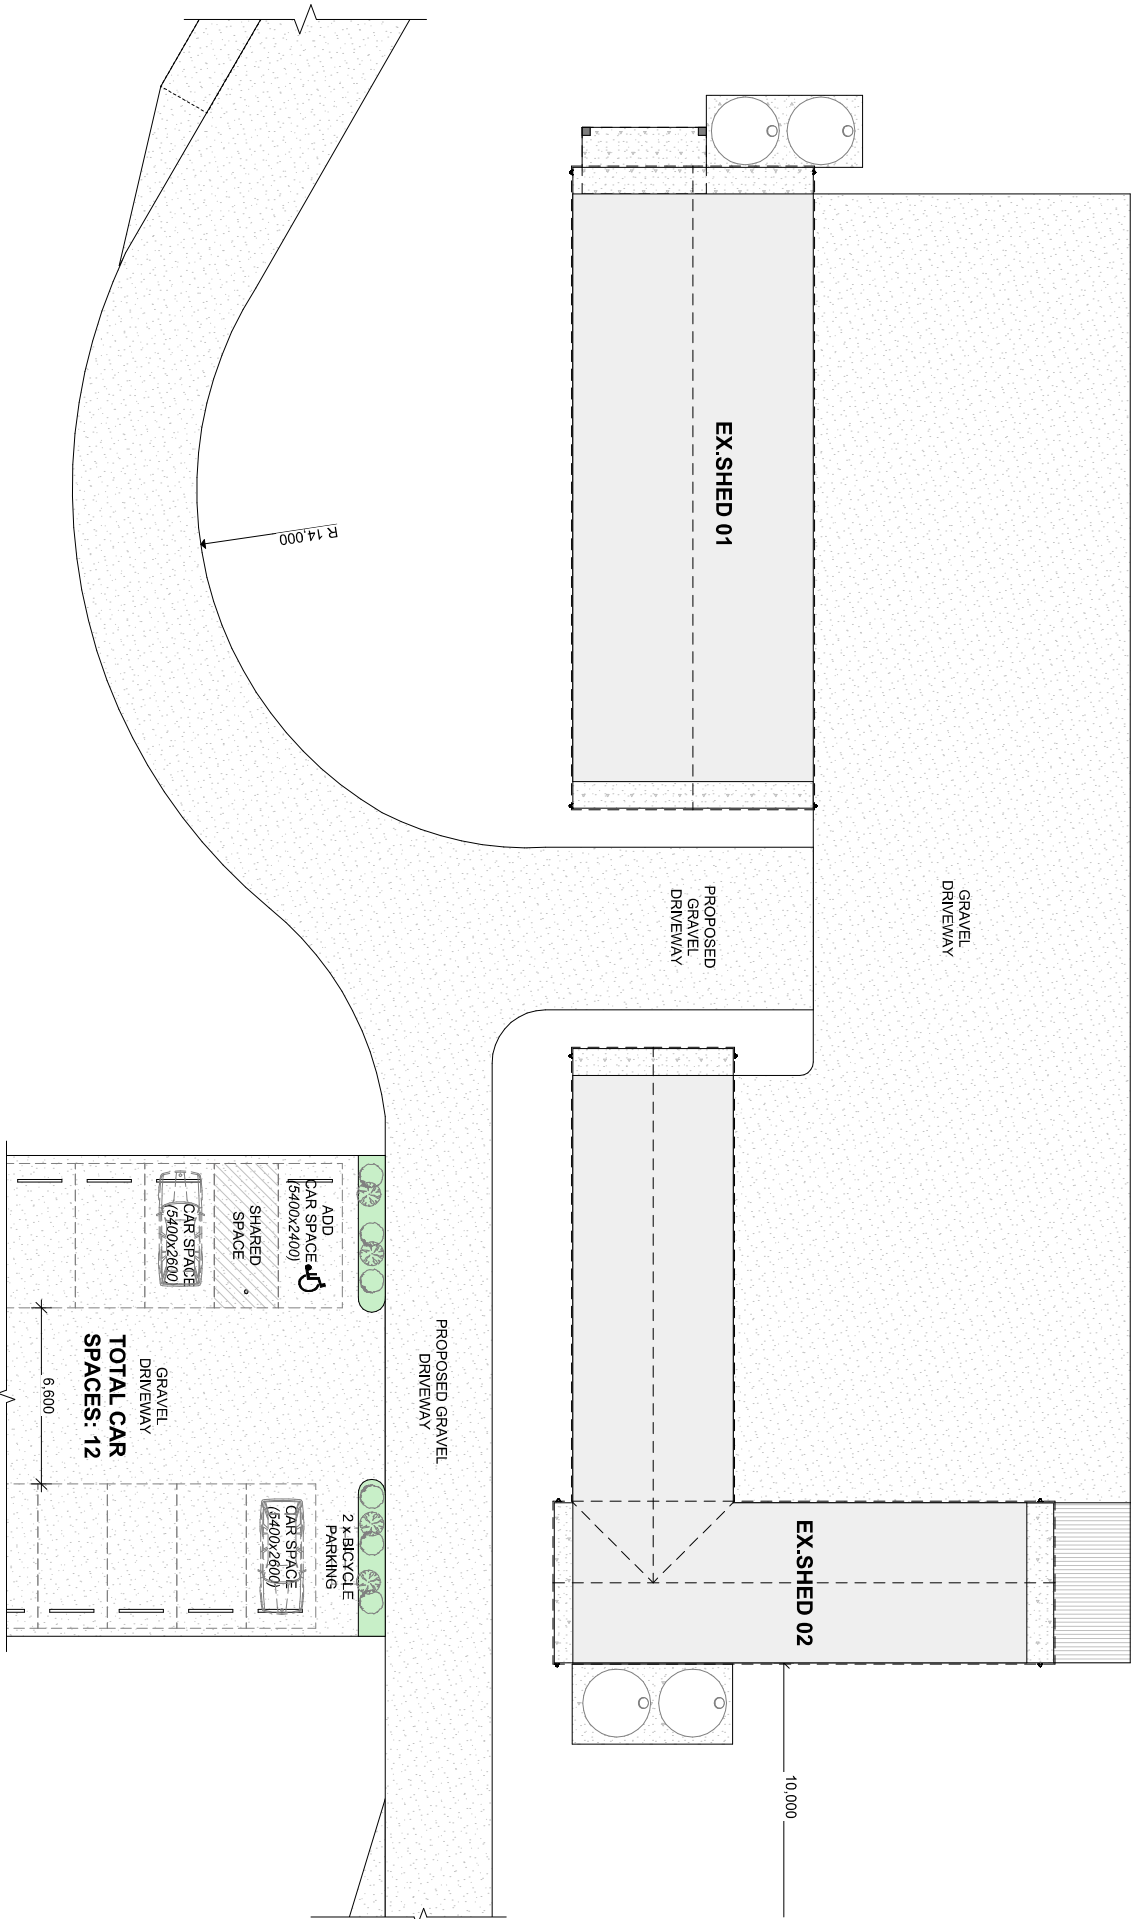 EX.SHED 01
R 14,000
PROPOSED
GRAVEL
DRIVEWAY
GRAVEL
DRIVEWAY
EX.SHED 02
10,000
PROPOSED GRAVEL
DRIVEWAY
ADD
CAR SPACE
(5400x2400)
SHARED
SPACE
CAR SPACE
(5400x2600
GRAVEL
DRIVEWAY
TOTAL CAR
SPACES: 12
6,600
2 x BICYCLE
PARKING
CAR SPACE
(5400x2600)